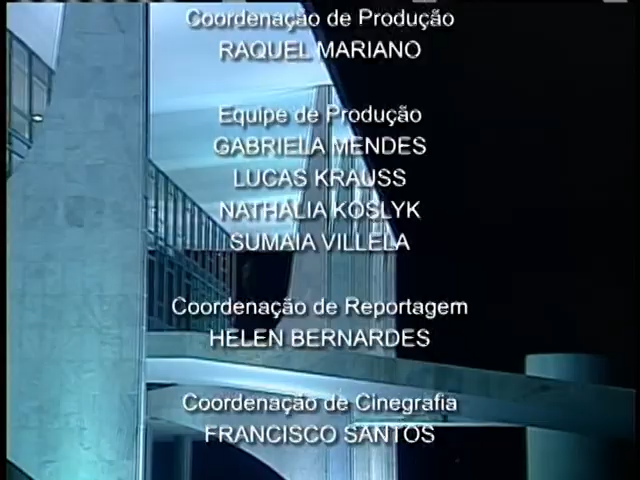 Coordenação de Produção
RAQUEL MARIANO
Equipe de Produção
GABRIELA MENDES
LUCAS KRAUSS
NATHALIA KOSLYK
SUMAIA VILLELA
Coordenação de Reportagem
HELEN BERNARDES
Coordenação de Cinegrafia
FRANCISCO SANTOS